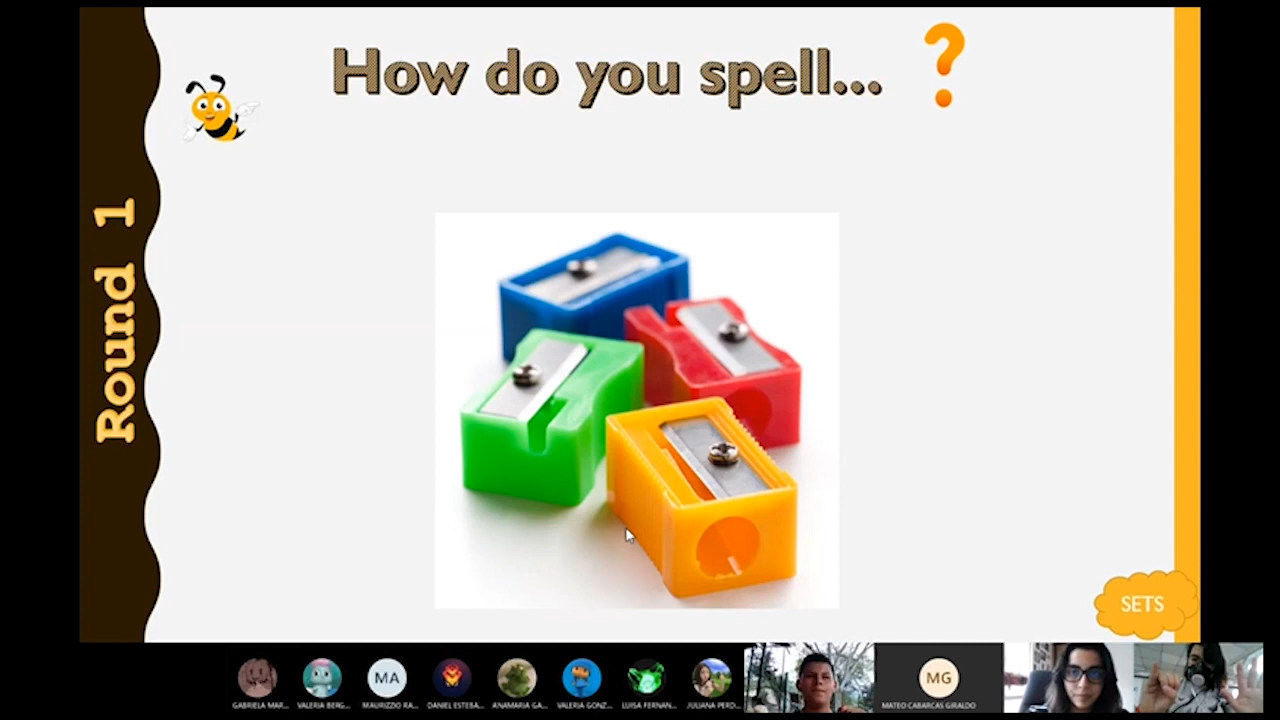 How do you spell... ?
Round 1
SETS
GABRIELA MAR...
VALERIA BERG...
MA
MAURIZZIO RA...
DANIEL ESTEBA...
ANAMARIA GA...
VALERIA GONZ...
LUISA FERNAN...
JULIANA PERD...
MG
MATEO CABARCAS GIRALDO